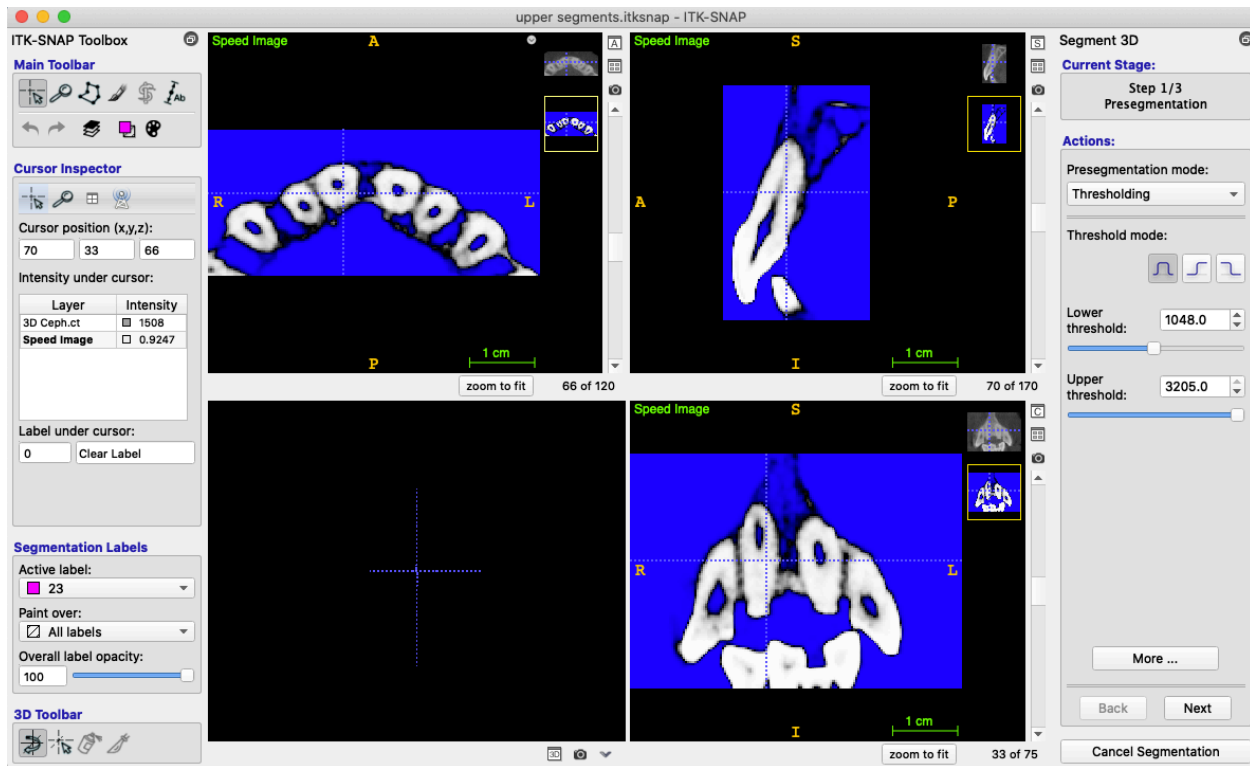 upper segments.itksnap - ITK-SNAP
ITK-SNAP Toolbox
Main Toolbar
Ab
Cursor Inspector
Cursor position (x,y,z):
70 33 66
Intensity under cursor:
Layer Intensity
3D Ceph.ct 1508
Speed Image 0.9247
Label under cursor:
0 Clear Label
Segmentation Labels
Active label:
23
Paint over:
All labels
Overall label opacity:
100
3D Toolbar
Speed Image
A
A
R
L
P
1 cm
zoom to fit
66 of 120
Speed Image
S
S
A
P
I
1 cm
zoom to fit
70 of 170
3D
Speed Image
S
C
R
L
I
1 cm
zoom to fit
33 of 75
Segment 3D
Current Stage:
Step 1/3
Presegmentation
Actions:
Presegmentation mode:
Thresholding
Threshold mode:
Lower
threshold:
1048.0
Upper
threshold:
3205.0
More ...
Back
Next
Cancel Segmentation